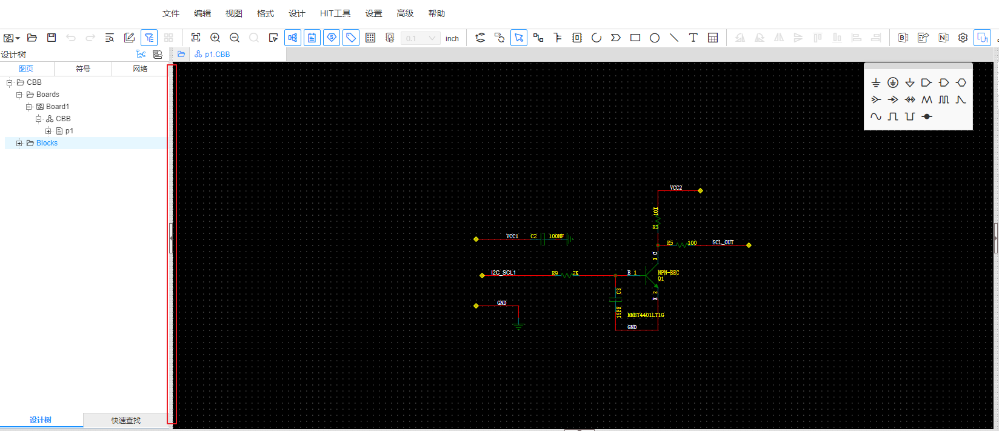 文件 编辑 视图 格式 设计 HIT工具 设置 高级 帮助
0.1 inch
设计树
p1.CBB
图页 符号 网络
CBB
Boards
Board1
CBB
p1
Blocks
VCC2
10K
R3
VCC1 C2 100NF
R5 100 SCL_OUT
3 C
I2C_SCL1 R9 2K B 1 NPN-BEC
Q1
C3
E 2
GND
15PF
MMBT4401LT1G
GND
设计树 快速查找